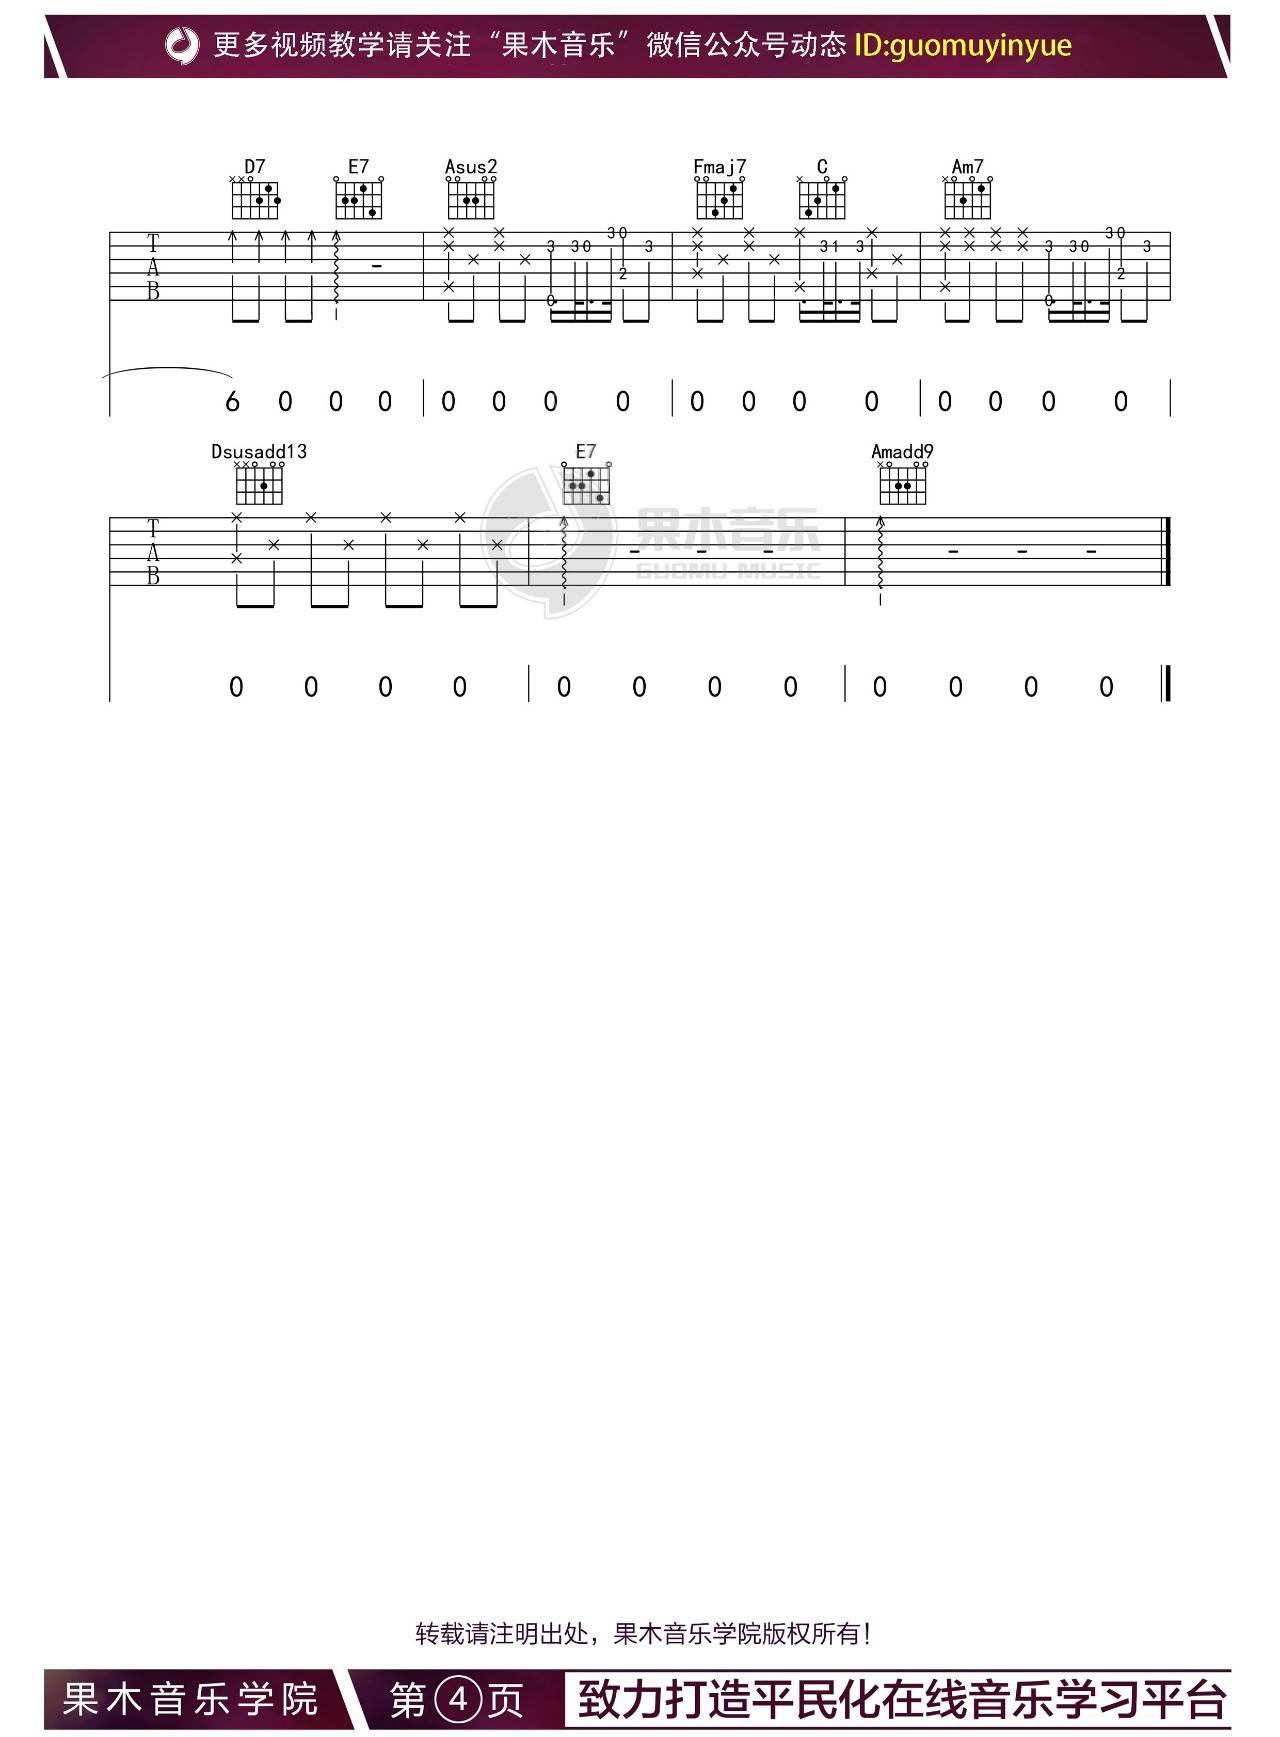 更多视频教学请关注“果木音乐”微信公众号动态 ID:guomuyinyue
D7 E7 Asus2 Fmaj7 C Am7
T
A
B
3 3 0 3 0 2 3 0
3 1 3
3 3 0 3 0 2 3 0
6 0 0 0 0 0 0 0 0 0 0 0 0 0 0 0
Dsusadd13 E7 Amadd9
T
A
B
果木音乐
GUOMU MUSIC
0 0 0 0 0 0 0 0 0 0 0 0
转载请注明出处，果木音乐学院版权所有！
果木音乐学院 第④页 致力打造平民化在线音乐学习平台